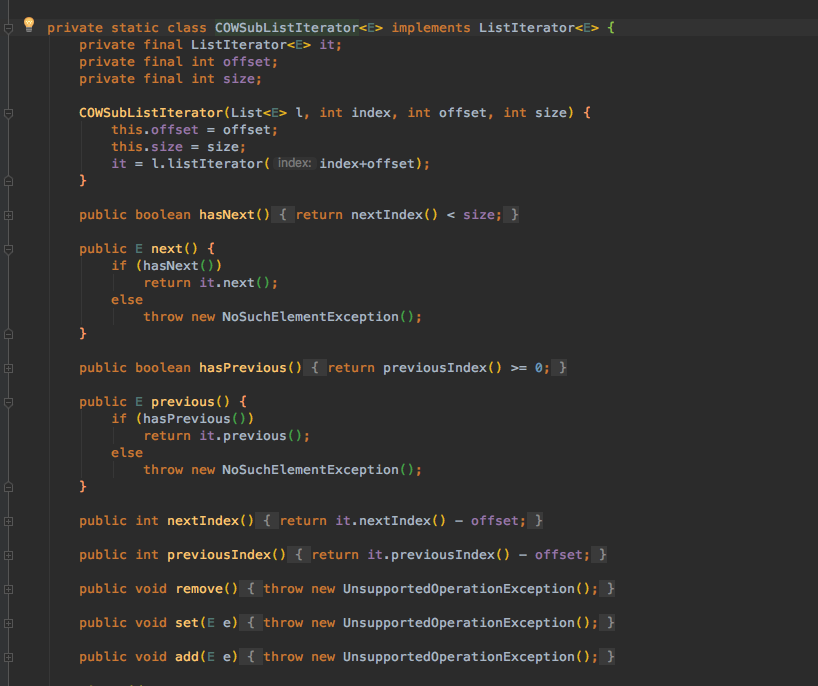 private static class COWSubListIterator<E> implements ListIterator<E> {
private final ListIterator<E> it;
private final int offset;
private final int size;
COWSubListIterator(List<E> l, int index, int offset, int size) {
this.offset = offset;
this.size = size;
it = l.listIterator( index: index+offset);
}
public boolean hasNext() { return nextIndex() < size; }
public E next() {
if (hasNext())
return it.next();
else
throw new NoSuchElementException();
}
public boolean hasPrevious() { return previousIndex() >= 0; }
public E previous() {
if (hasPrevious())
return it.previous();
else
throw new NoSuchElementException();
}
public int nextIndex() { return it.nextIndex() - offset; }
public int previousIndex() { return it.previousIndex() - offset; }
public void remove() { throw new UnsupportedOperationException(); }
public void set(E e) { throw new UnsupportedOperationException(); }
public void add(E e) { throw new UnsupportedOperationException(); }